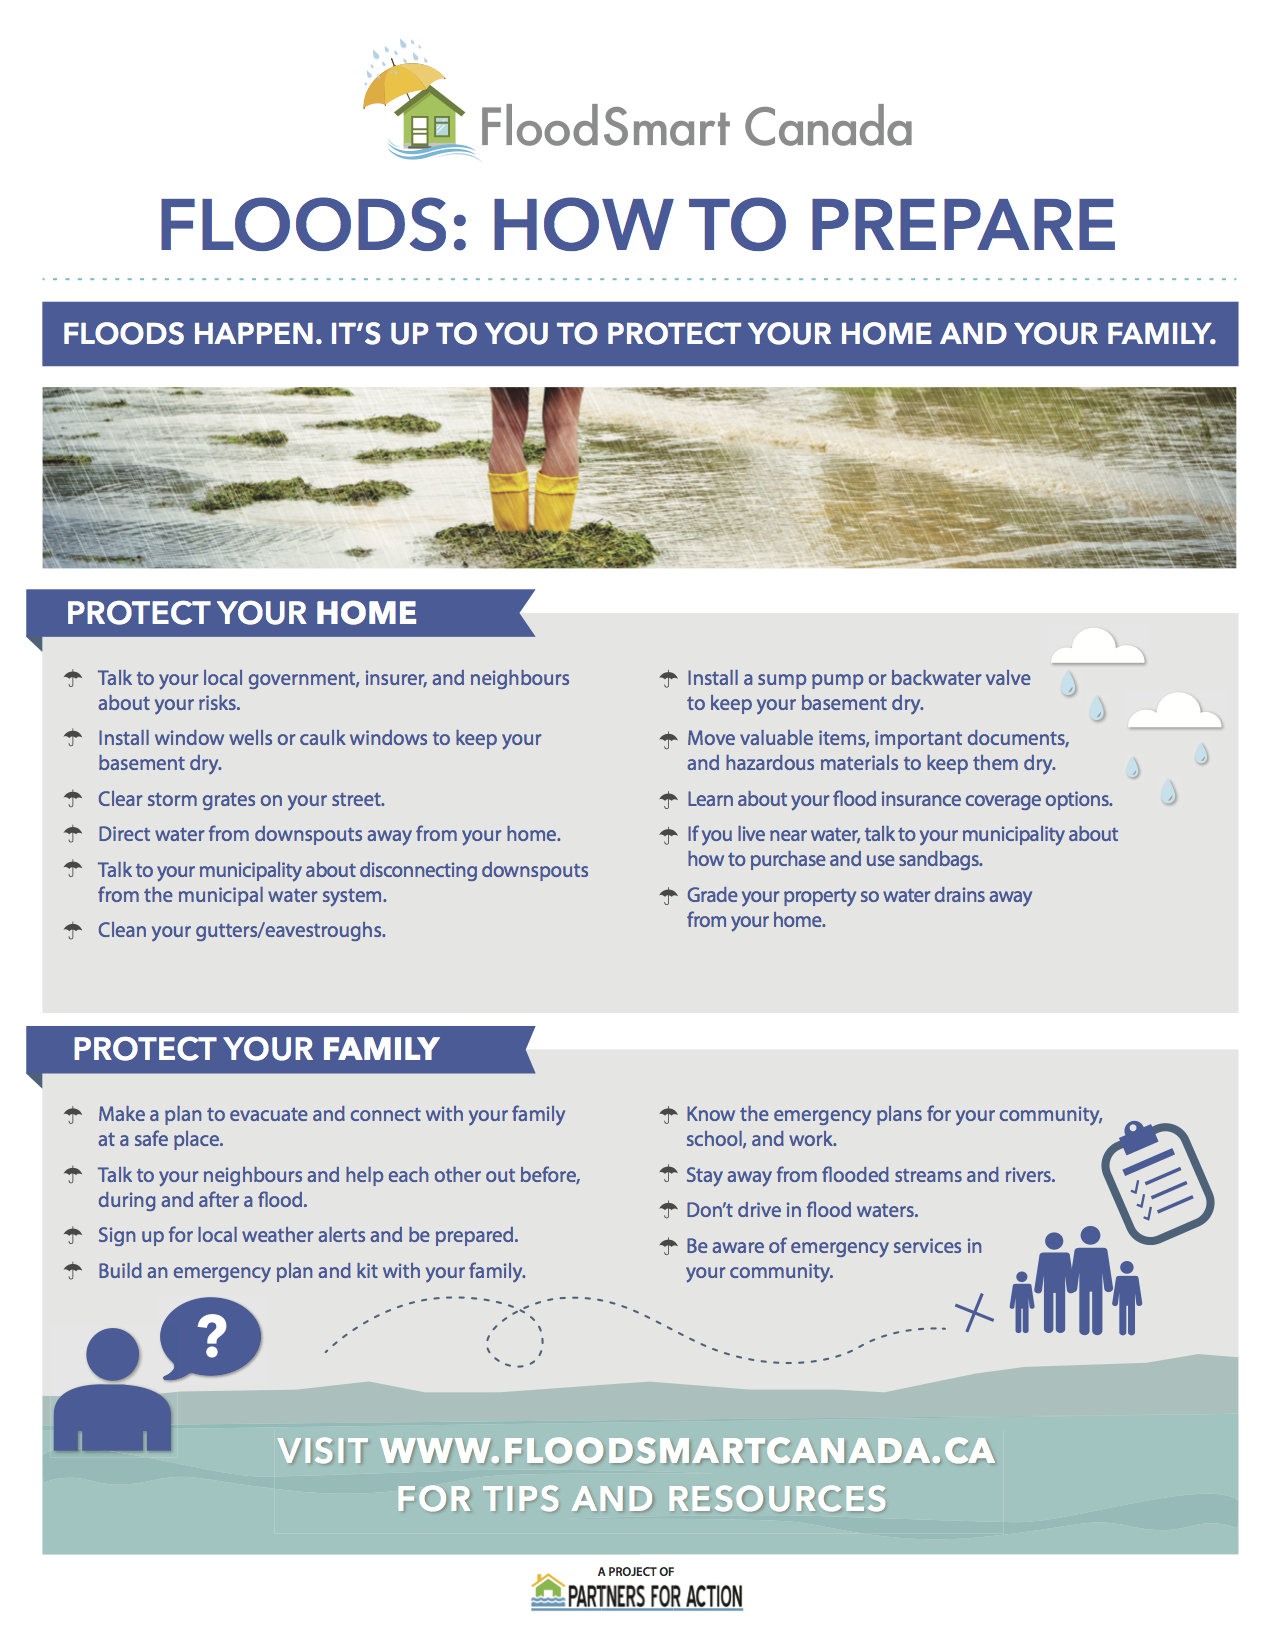 FloodSmart Canada
FLOODS: HOW TO PREPARE
FLOODS HAPPEN. IT’S UP TO YOU TO PROTECT YOUR HOME AND YOUR FAMILY.
PROTECT YOUR HOME
Talk to your local government, insurer, and neighbours
about your risks.
Install window wells or caulk windows to keep your
basement dry.
Clear storm grates on your street.
Direct water from downspouts away from your home.
Talk to your municipality about disconnecting downspouts
from the municipal water system.
Clean your gutters/eavestroughs.
Install a sump pump or backwater valve
to keep your basement dry.
Move valuable items, important documents,
and hazardous materials to keep them dry.
Learn about your flood insurance coverage options.
If you live near water, talk to your municipality about
how to purchase and use sandbags.
Grade your property so water drains away
from your home.
PROTECT YOUR FAMILY
Make a plan to evacuate and connect with your family
at a safe place.
Talk to your neighbours and help each other out before,
during and after a flood.
Sign up for local weather alerts and be prepared.
Build an emergency plan and kit with your family.
Know the emergency plans for your community,
school, and work.
Stay away from flooded streams and rivers.
Don’t drive in flood waters.
Be aware of emergency services in
your community.
?
VISIT WWW.FLOODSMARTCANADA.CA
FOR TIPS AND RESOURCES
A PROJECT OF
PARTNERS FOR ACTION